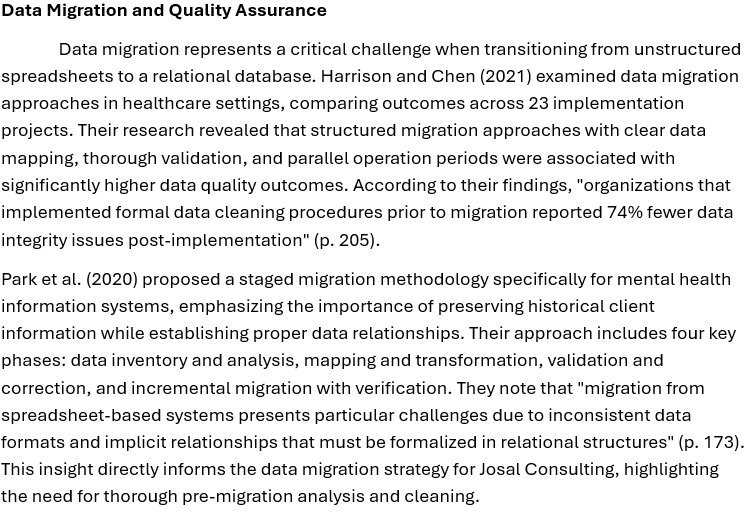 Data Migration and Quality Assurance
Data migration represents a critical challenge when transitioning from unstructured
spreadsheets to a relational database. Harrison and Chen (2021) examined data migration
approaches in healthcare settings, comparing outcomes across 23 implementation
projects. Their research revealed that structured migration approaches with clear data
mapping, thorough validation, and parallel operation periods were associated with
significantly higher data quality outcomes. According to their findings, "organizations that
implemented formal data cleaning procedures prior to migration reported 74% fewer data
integrity issues post-implementation" (p. 205).
Park et al. (2020) proposed a staged migration methodology specifically for mental health
information systems, emphasizing the importance of preserving historical client
information while establishing proper data relationships. Their approach includes four key
phases: data inventory and analysis, mapping and transformation, validation and
correction, and incremental migration with verification. They note that "migration from
spreadsheet-based systems presents particular challenges due to inconsistent data
formats and implicit relationships that must be formalized in relational structures" (p. 173).
This insight directly informs the data migration strategy for Josal Consulting, highlighting
the need for thorough pre-migration analysis and cleaning.